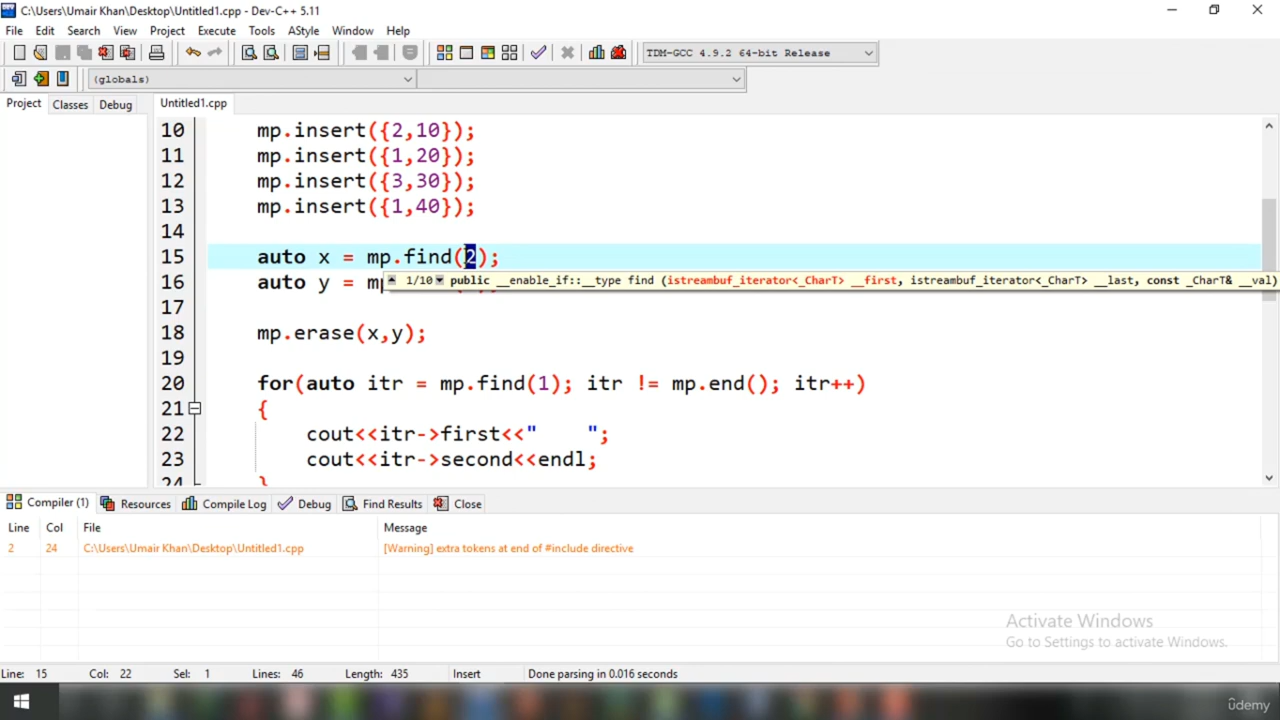 C:\Users\Umair Khan\Desktop\Untitled1.cpp - Dev-C++ 5.11
File Edit Search View Project Execute Tools AStyle Window Help
TDM-GCC 4.9.2 64-bit Release
(globals)
Project Classes Debug Untitled1.cpp
10 mp.insert({2,10});
11 mp.insert({1,20});
12 mp.insert({3,30});
13 mp.insert({1,40});
14
15 auto x = mp.find(2);
1/10 public __enable_if::__type find (istreambuf_iterator<_CharT> __first, istreambuf_iterator<_CharT> __last, const _CharT& __val)
16 auto y = mp
17
18 mp.erase(x,y);
19
20 for(auto itr = mp.find(1); itr != mp.end(); itr++)
21 {
22 cout<<itr->first<<"    ";
23 cout<<itr->second<<endl;
24 }
Compiler (1) Resources Compile Log Debug Find Results Close
Line Col File Message
2 24 C:\Users\Umair Khan\Desktop\Untitled1.cpp [Warning] extra tokens at end of #include directive
Activate Windows
Go to Settings to activate Windows.
Line: 15 Col: 22 Sel: 1 Lines: 46 Length: 435 Insert Done parsing in 0.016 seconds
udemy